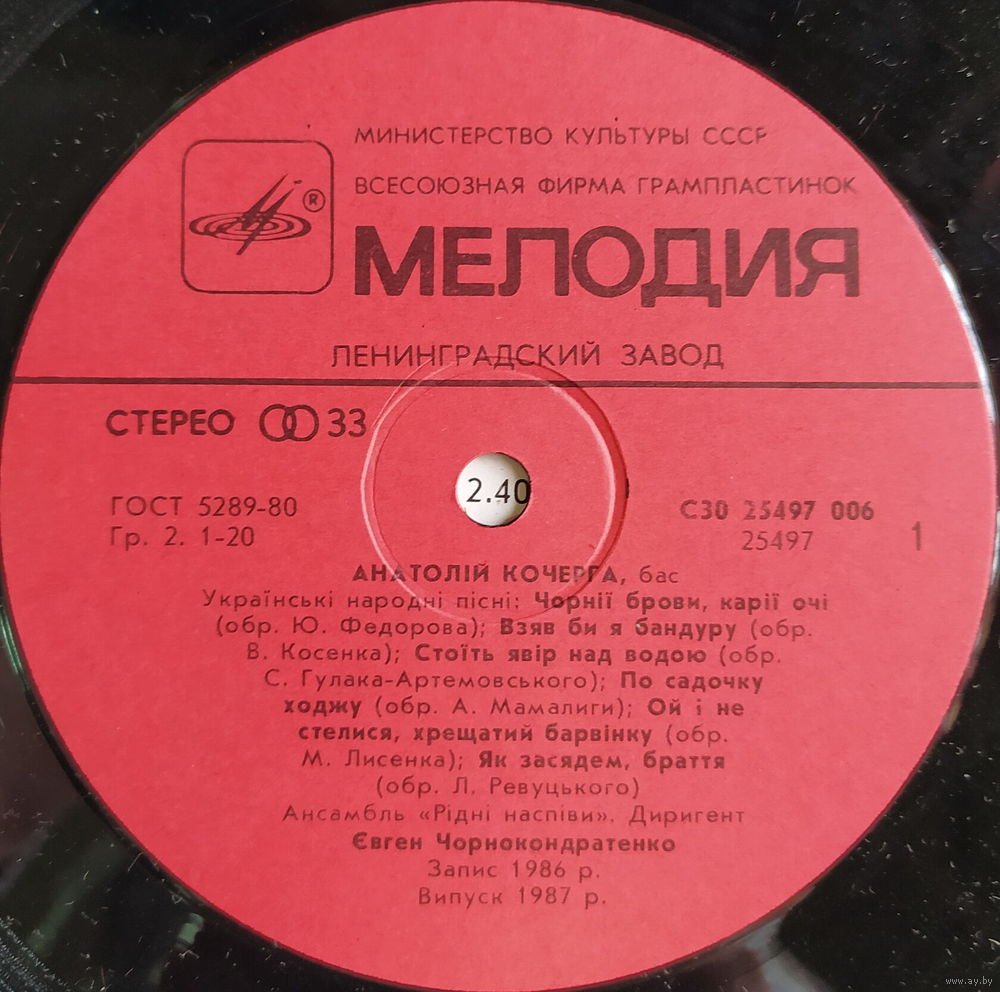 МИНИСТЕРСТВО КУЛЬТУРЫ СССР
ВСЕСОЮЗНАЯ ФИРМА ГРАМПЛАСТИНОК
®
МЕЛОДИЯ
ЛЕНИНГРАДСКИЙ ЗАВОД
СТЕРЕО 33
2.40
ГОСТ 5289-80
Гр. 2. 1-20
С30 25497 006
25497
1
АНАТОЛІЙ КОЧЕРГА, бас
Українські народні пісні: Чорнії брови, карії очі
(обр. Ю. Федорова); Взяв би я бандуру (обр.
В. Косенка); Стоїть явір над водою (обр.
С. Гулака-Артемовського); По садочку
ходжу (обр. А. Мамалиги); Ой і не
стелися, хрещатий барвінку (обр.
М. Лисенка); Як засядем, браття
(обр. Л. Ревуцького)
Ансамбль «Рідні наспіви». Диригент
Євген Чорнокондратенко
Запис 1986 р.
Випуск 1987 р.
www.ay.by